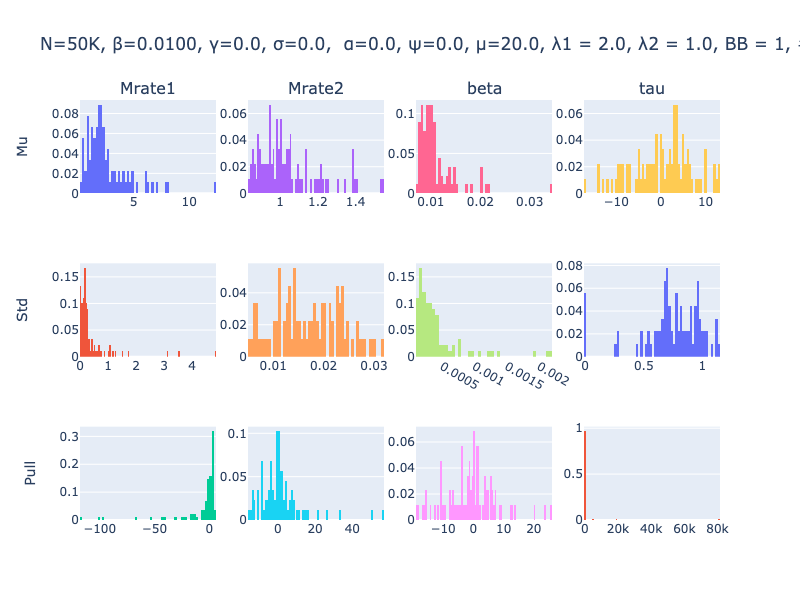 N=50K, β=0.0100, γ=0.0, σ=0.0, α=0.0, ψ=0.0, μ=20.0, λ1 = 2.0, λ2 = 1.0, BB = 1,
Mrate1 Mrate2 beta tau
Mu
0.08 0.06 0.04 0.02 0
5 10
0.06 0.04 0.02 0
1 1.2 1.4
0.1 0.05 0
0.01 0.02 0.03
0.06 0.04 0.02 0
−10 0 10
Std
0.15 0.1 0.05 0
0 1 2 3 4
0.04 0.02 0
0.01 0.02 0.03
0.15 0.1 0.05 0
0.0005 0.001 0.0015 0.002
0.08 0.06 0.04 0.02 0
0 0.5 1
Pull
0.3 0.2 0.1 0
−100 −50 0
0.1 0.05 0
0 20 40
0.06 0.04 0.02 0
−10 0 10 20
1 0.5 0
0 20k 40k 60k 80k